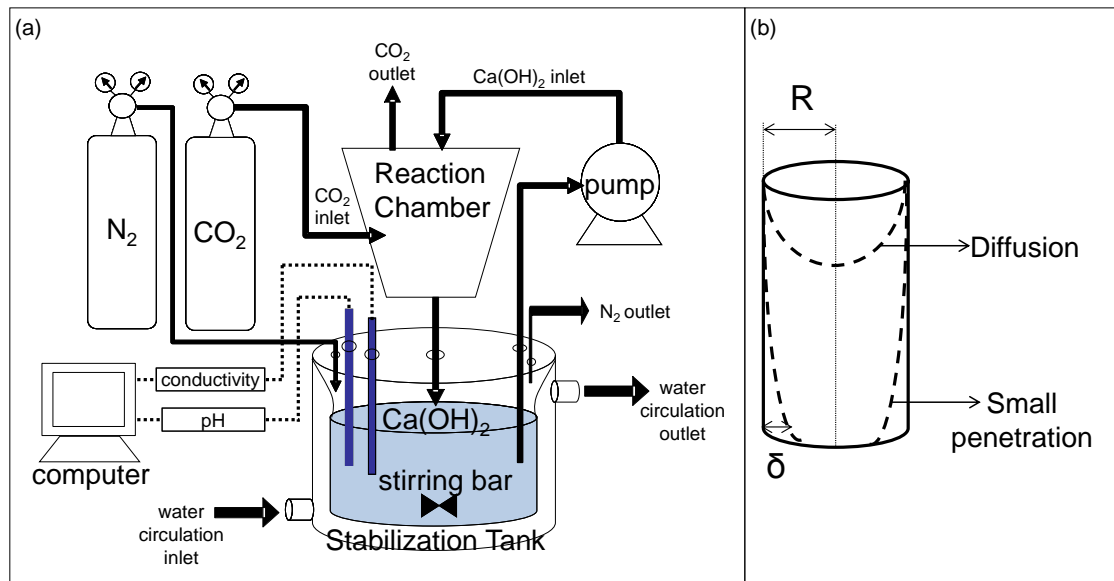 (a)
CO₂
outlet
Ca(OH)₂ inlet
Reaction
Chamber
pump
CO₂
inlet
N₂
CO₂
N₂ outlet
conductivity
pH
computer
Ca(OH)₂
stirring bar
water
circulation
outlet
water
circulation
inlet
Stabilization Tank
(b)
R
Diffusion
Small
penetration
δ